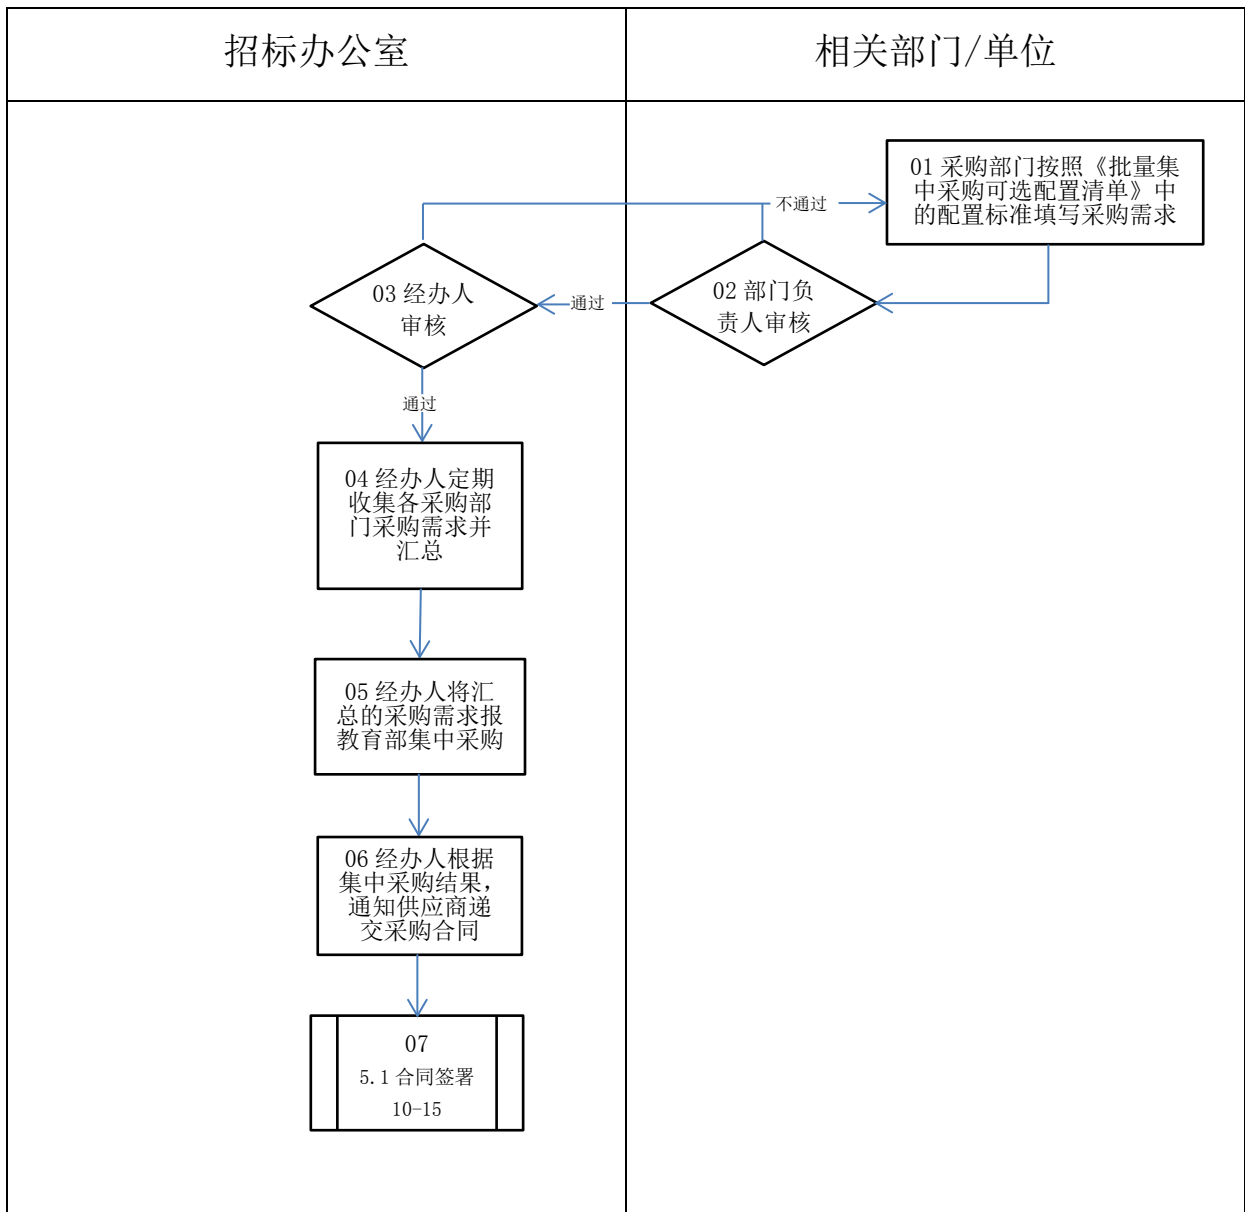 招标办公室
相关部门/单位
01 采购部门按照《批量集
中采购可选配置清单》中
的配置标准填写采购需求
不通过
02 部门负
责人审核
通过
03 经办人
审核
通过
04 经办人定期
收集各采购部
门采购需求并
汇总
05 经办人将汇
总的采购需求报
教育部集中采购
06 经办人根据
集中采购结果，
通知供应商递
交采购合同
07
5.1 合同签署
10-15